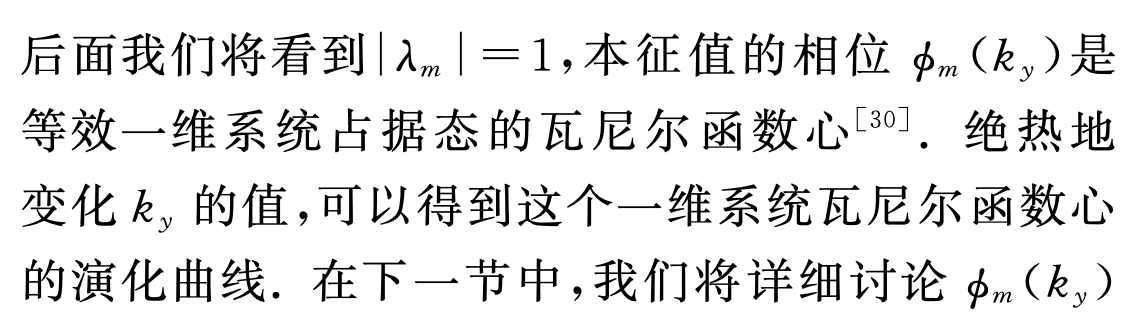 后面我们将看到|λₘ|=1,本征值的相位 ϕₘ(k_y)是
等效一维系统占据态的瓦尼尔函数心[30]. 绝热地
变化 k_y 的值,可以得到这个一维系统瓦尼尔函数心
的演化曲线. 在下一节中,我们将详细讨论 ϕₘ(k_y)